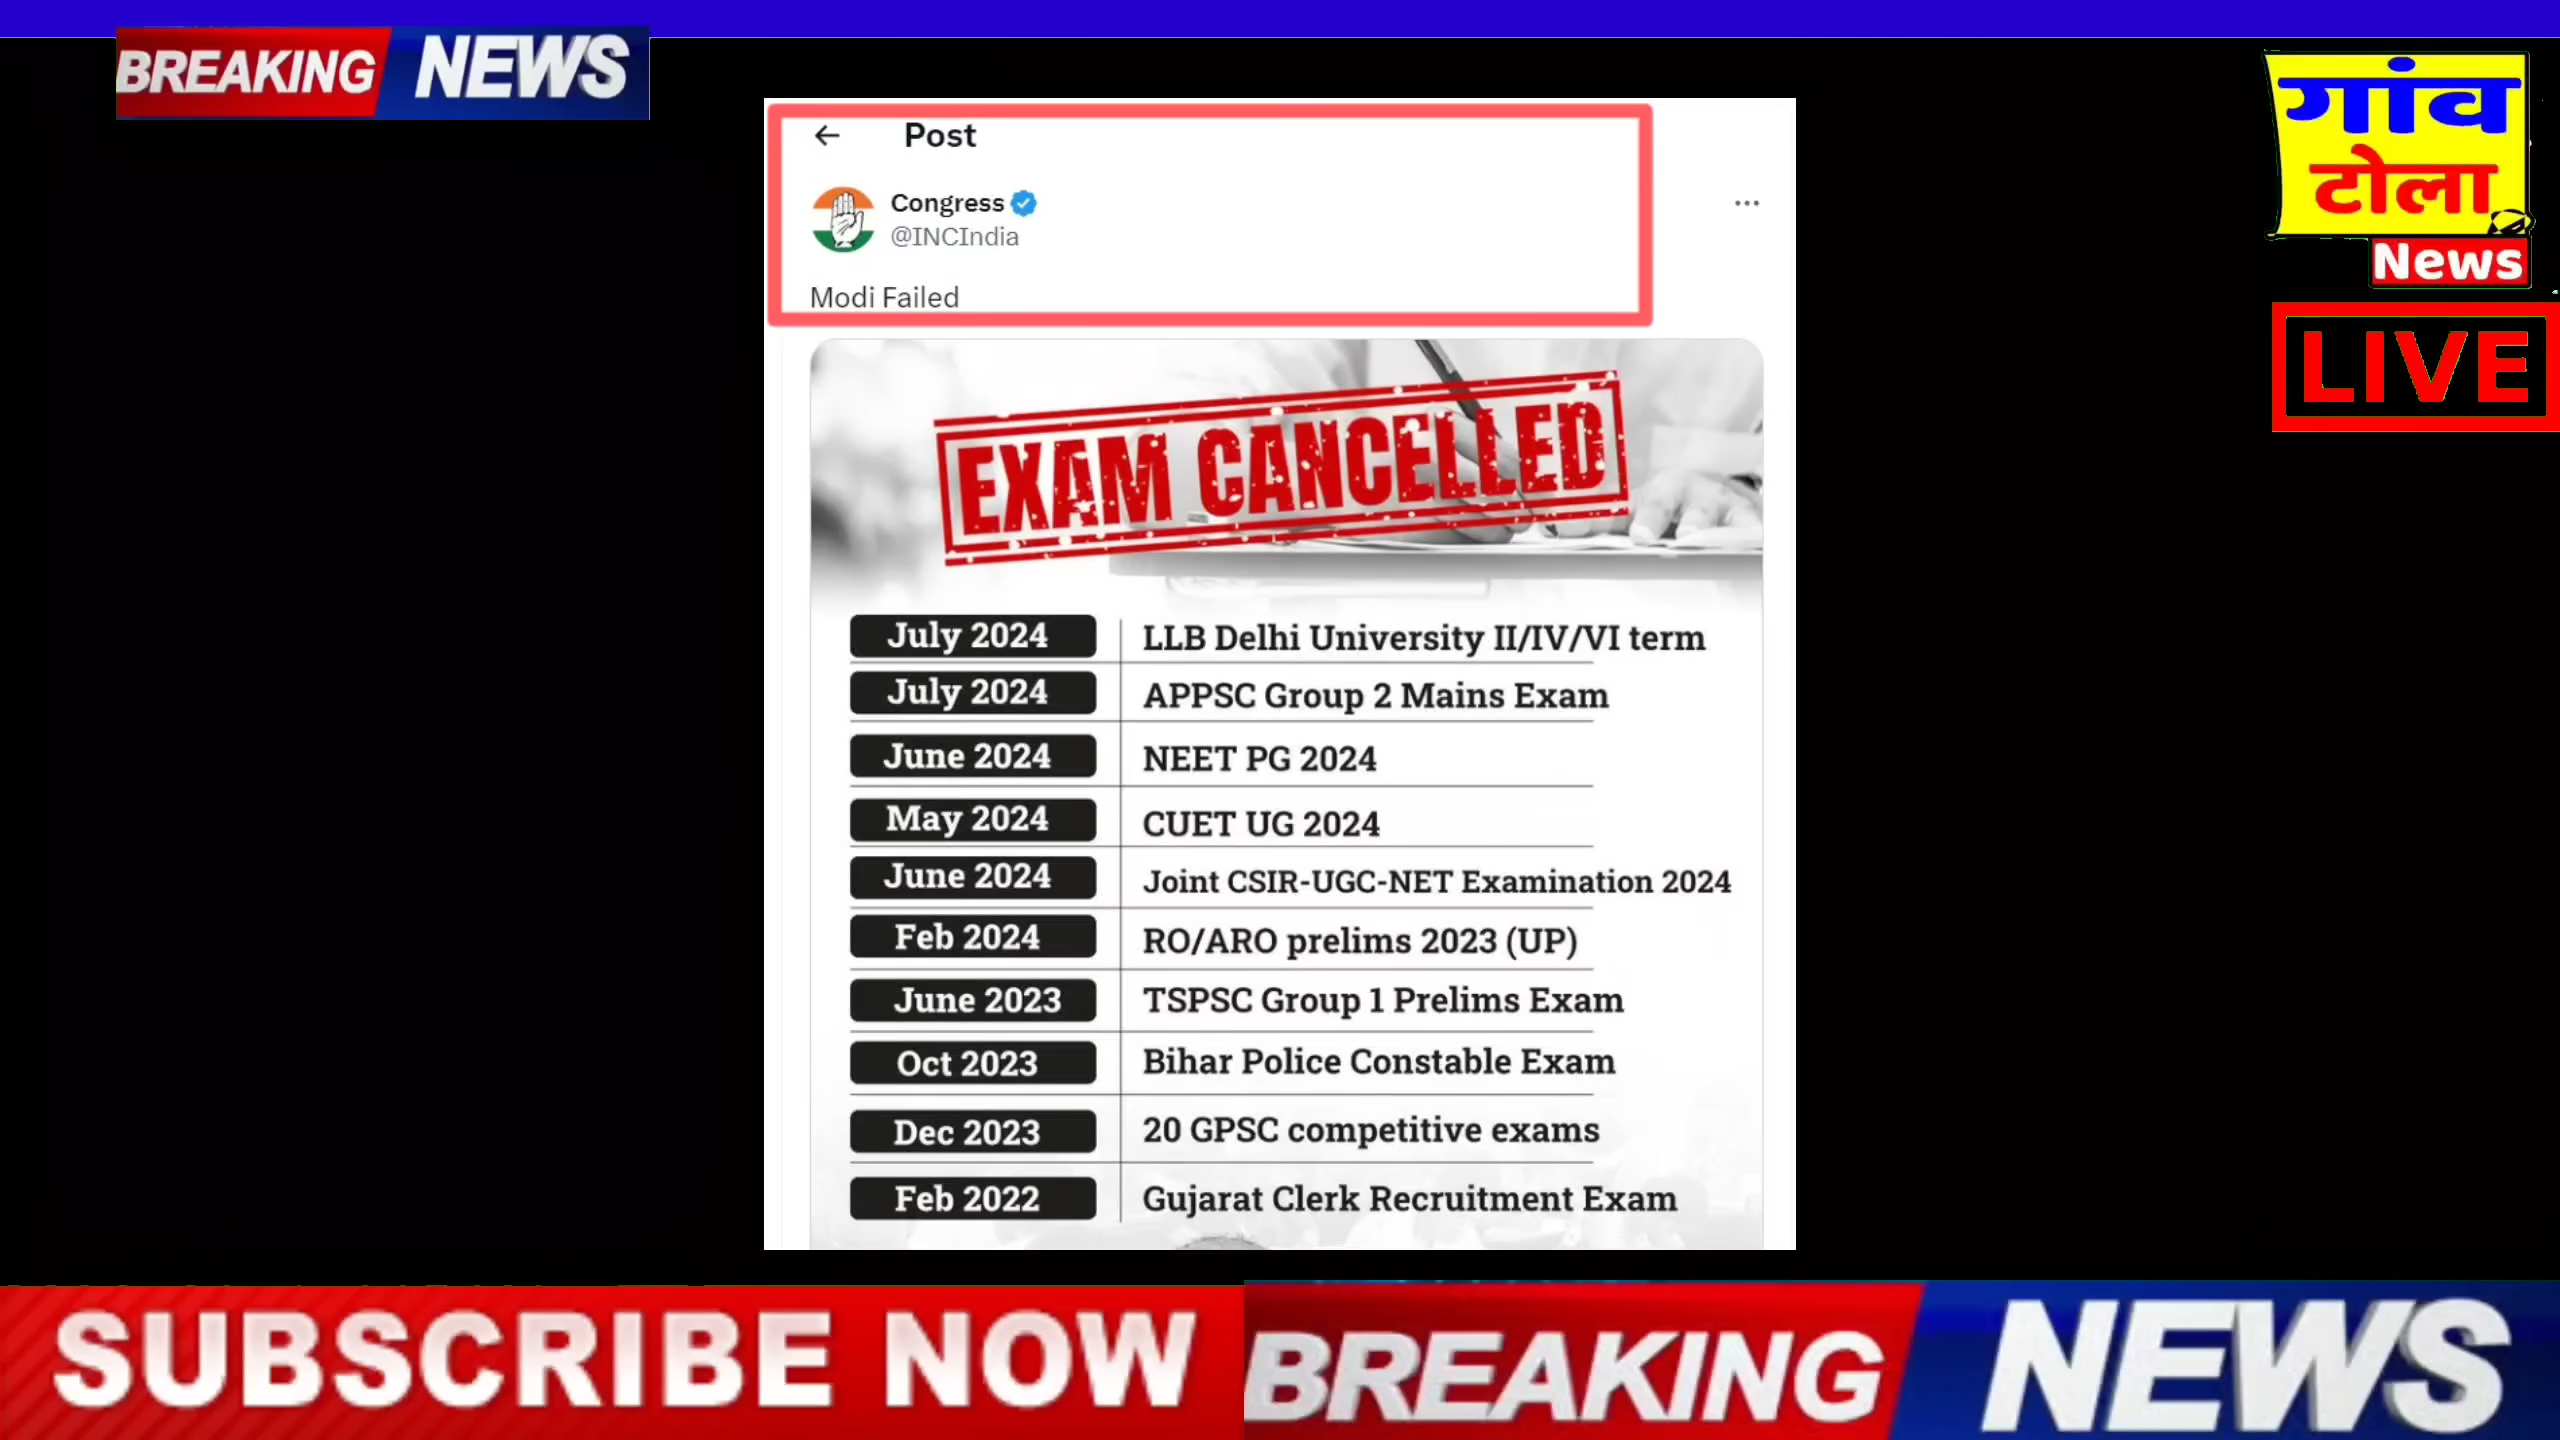 BREAKING NEWS
गांव
टोला
News
LIVE
Post
Congress
@INCIndia
Modi Failed
EXAM CANCELLED
July 2024 LLB Delhi University II/IV/VI term
July 2024 APPSC Group 2 Mains Exam
June 2024 NEET PG 2024
May 2024 CUET UG 2024
June 2024 Joint CSIR-UGC-NET Examination 2024
Feb 2024 RO/ARO prelims 2023 (UP)
June 2023 TSPSC Group 1 Prelims Exam
Oct 2023 Bihar Police Constable Exam
Dec 2023 20 GPSC competitive exams
Feb 2022 Gujarat Clerk Recruitment Exam
SUBSCRIBE NOW BREAKING NEWS